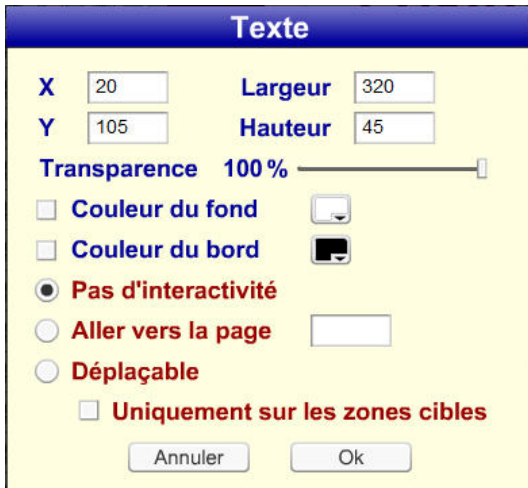 Texte
X 20 Largeur 320
Y 105 Hauteur 45
Transparence 100 %
Couleur du fond
Couleur du bord
Pas d'interactivité
Aller vers la page
Déplaçable
Uniquement sur les zones cibles
Annuler Ok